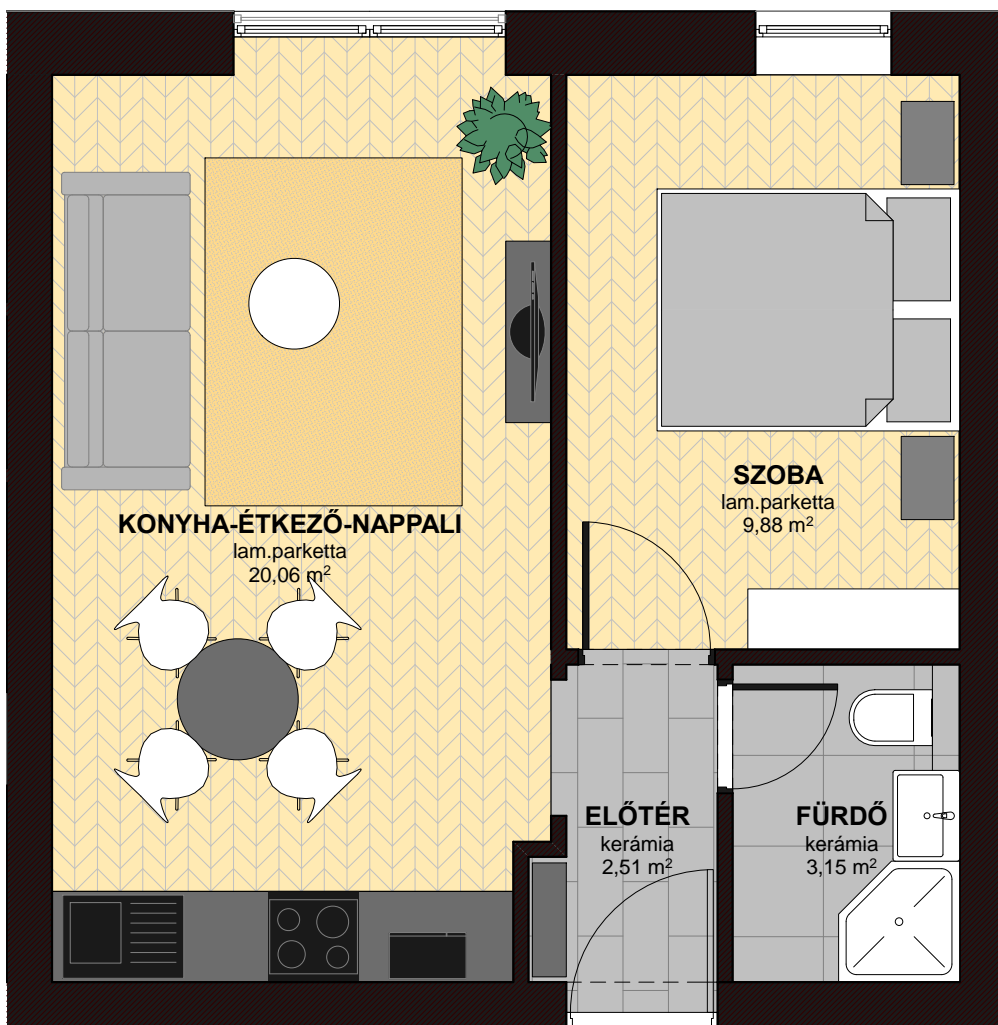 SZOBA
lam.parketta
9,88 m²
KONYHA-ÉTKEZŐ-NAPPALI
lam.parketta
20,06 m²
ELŐTÉR
kerámia
2,51 m²
FÜRDŐ
kerámia
3,15 m²